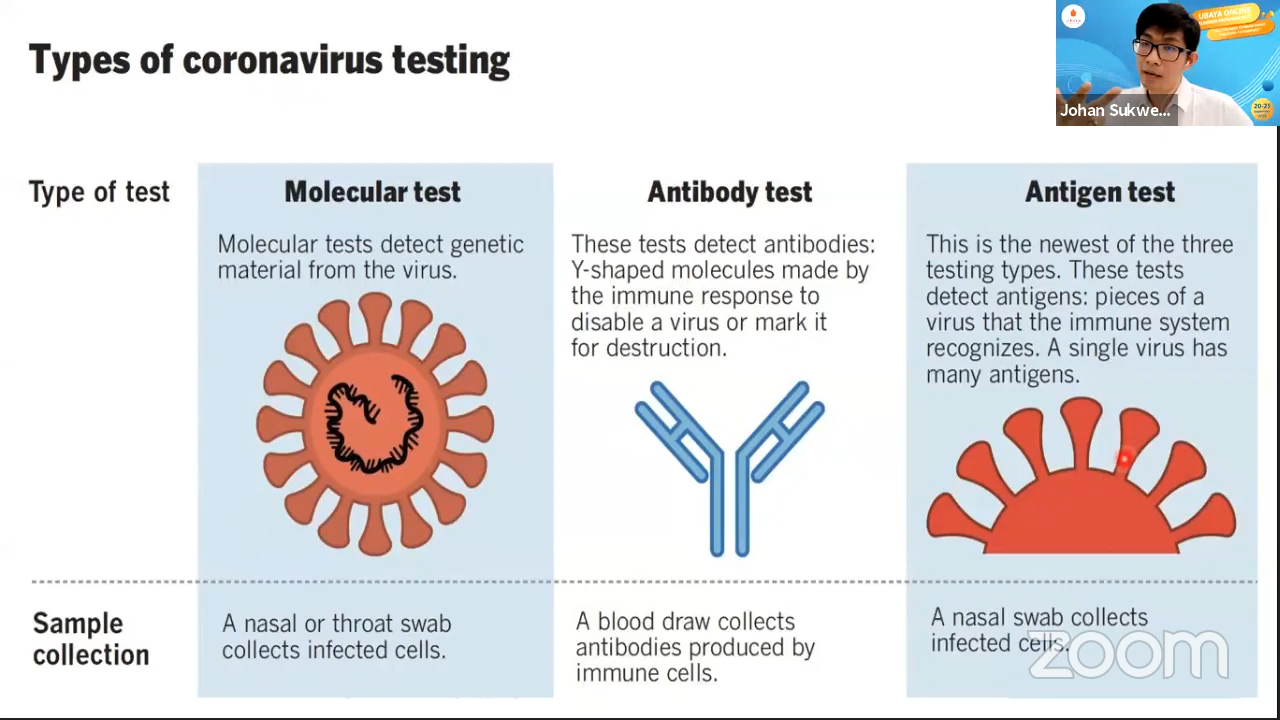 Types of coronavirus testing
Johan Sukwe...
UBAYA ONLINE
20-25
Type of test
Molecular test
Molecular tests detect genetic
material from the virus.
Antibody test
These tests detect antibodies:
Y-shaped molecules made by
the immune response to
disable a virus or mark it
for destruction.
Antigen test
This is the newest of the three
testing types. These tests
detect antigens: pieces of a
virus that the immune system
recognizes. A single virus has
many antigens.
Sample
collection
A nasal or throat swab
collects infected cells.
A blood draw collects
antibodies produced by
immune cells.
A nasal swab collects
infected cells.
zoom